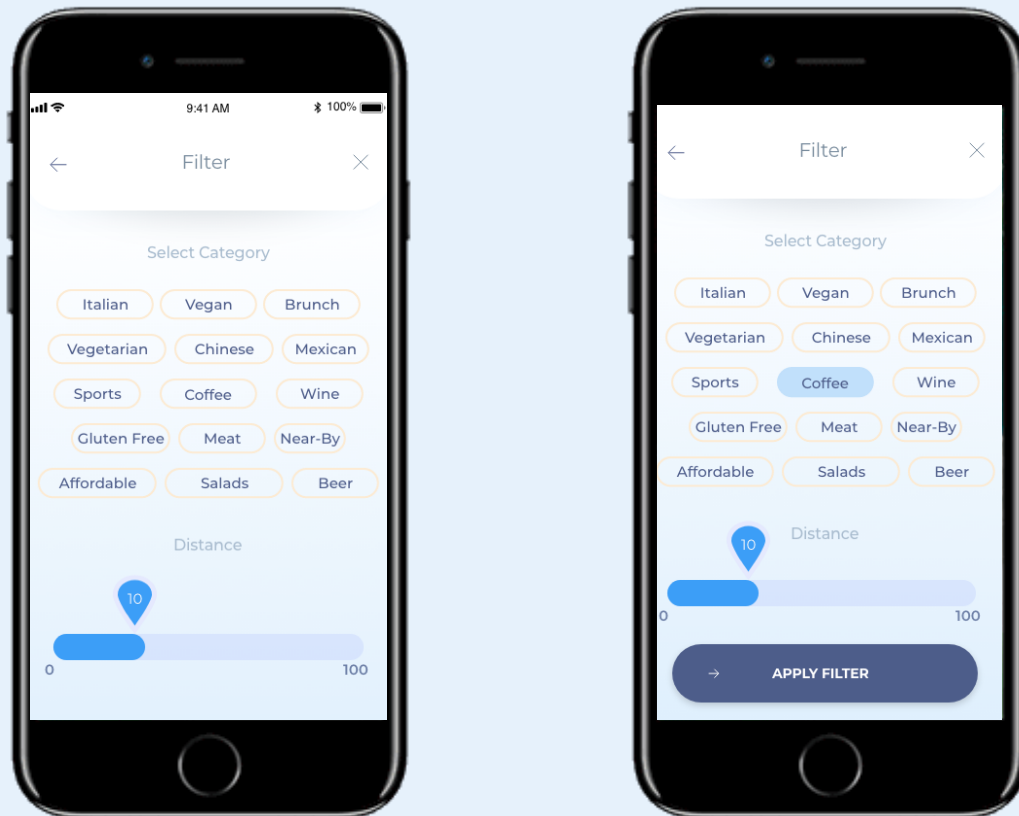 9:41 AM 100%
Filter
Select Category
Italian Vegan Brunch
Vegetarian Chinese Mexican
Sports Coffee Wine
Gluten Free Meat Near-By
Affordable Salads Beer
Distance
10
0 100
Filter
Select Category
Italian Vegan Brunch
Vegetarian Chinese Mexican
Sports Coffee Wine
Gluten Free Meat Near-By
Affordable Salads Beer
Distance
10
0 100
APPLY FILTER